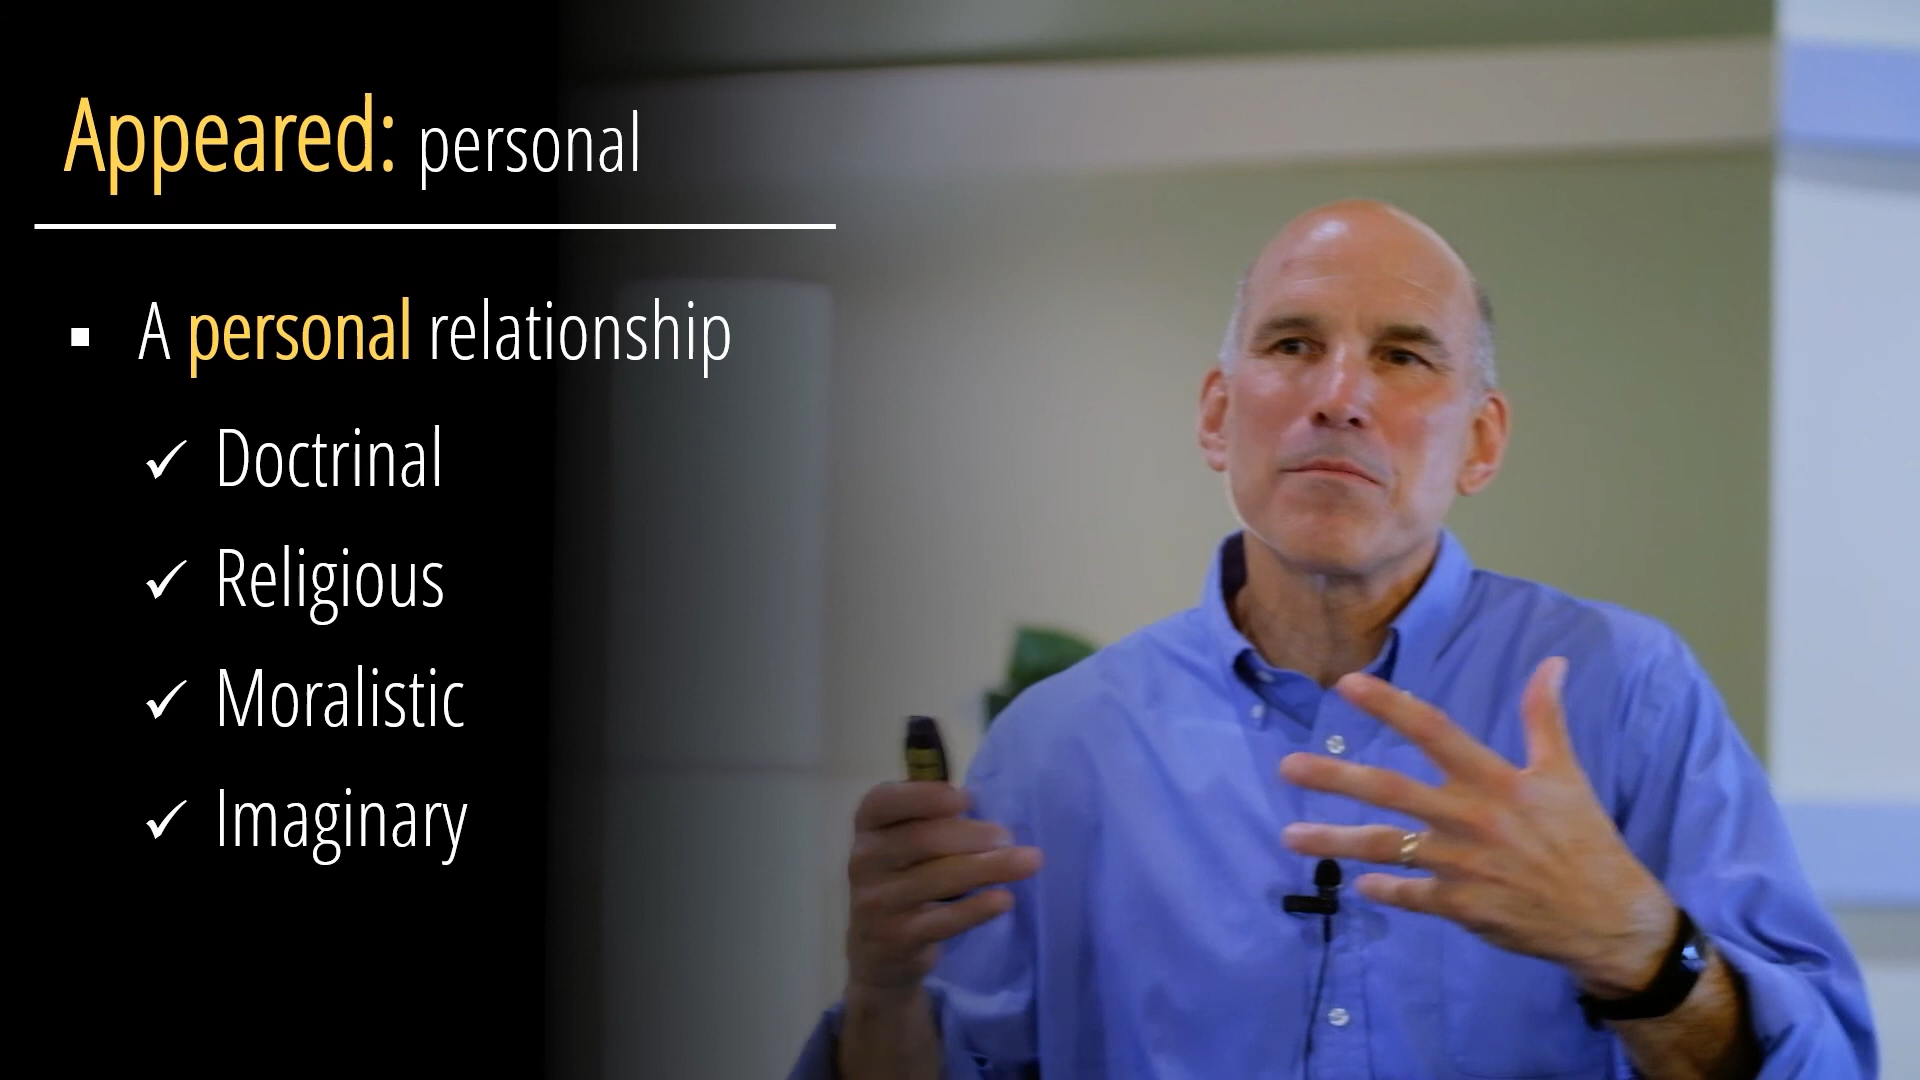 Appeared: personal
▪ A personal relationship
✓ Doctrinal
✓ Religious
✓ Moralistic
✓ Imaginary